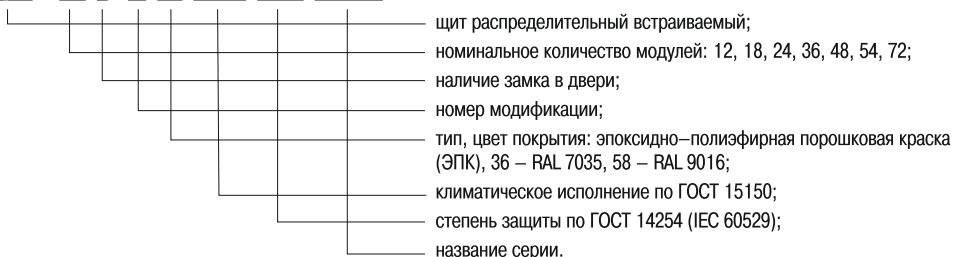 щит распределительный встраиваемый;
номинальное количество модулей: 12, 18, 24, 36, 48, 54, 72;
наличие замка в двери;
номер модификации;
тип, цвет покрытия: эпоксидно–полиэфирная порошковая краска
(ЭПК), 36 – RAL 7035, 58 – RAL 9016;
климатическое исполнение по ГОСТ 15150;
степень защиты по ГОСТ 14254 (IEC 60529);
название серии.